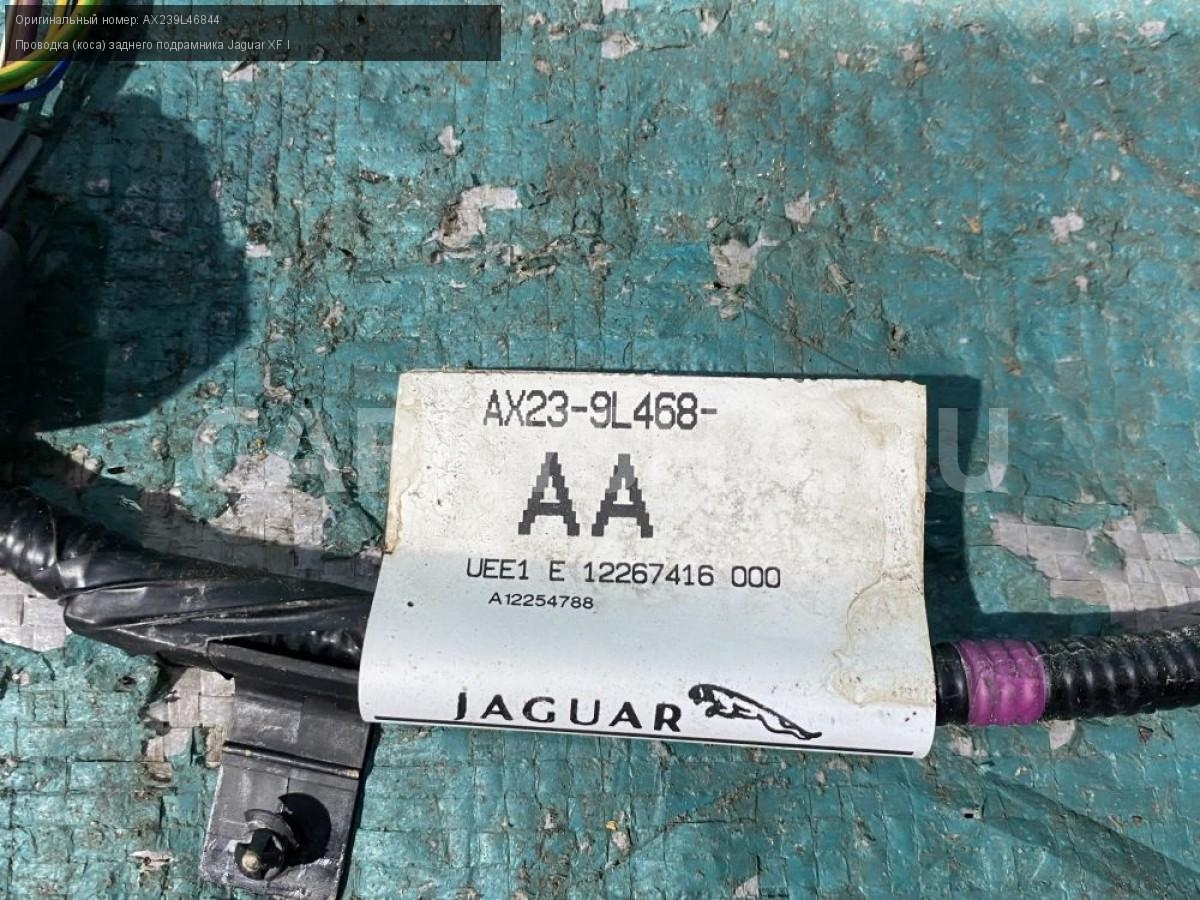 Оригинальный номер: AX239L46844
Проводка (коса) заднего подрамника Jaguar XF I
AX23-9L468-
AA
UEE1 E 12267416 000
A12254788
JAGUAR